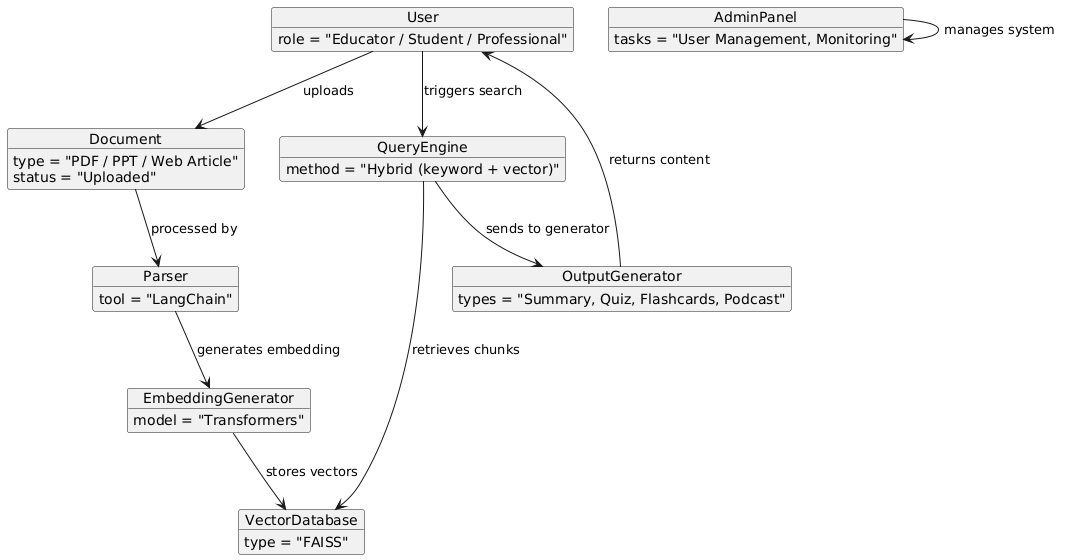 User
role = "Educator / Student / Professional"
AdminPanel
tasks = "User Management, Monitoring"
manages system
uploads
triggers search
Document
type = "PDF / PPT / Web Article"
status = "Uploaded"
QueryEngine
method = "Hybrid (keyword + vector)"
returns content
processed by
sends to generator
Parser
tool = "LangChain"
OutputGenerator
types = "Summary, Quiz, Flashcards, Podcast"
generates embedding
retrieves chunks
EmbeddingGenerator
model = "Transformers"
stores vectors
VectorDatabase
type = "FAISS"